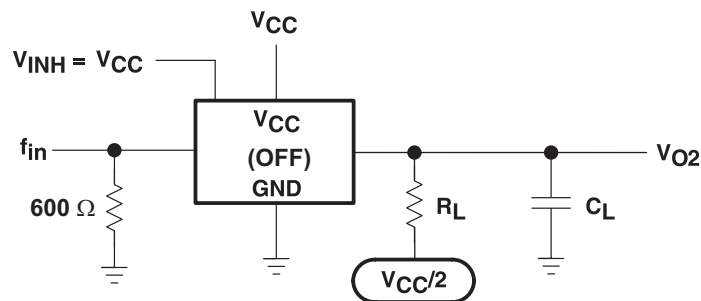 VCC
VINH = VCC
VCC
(OFF)
GND
fin
600 Ω
VO2
RL
CL
VCC/2